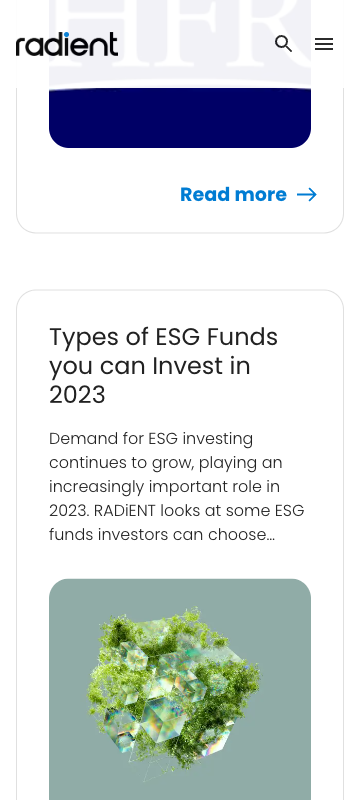 HFR
radient
Read more
Types of ESG Funds
you can Invest in
2023
Demand for ESG investing
continues to grow, playing an
increasingly important role in
2023. RADiENT looks at some ESG
funds investors can choose...